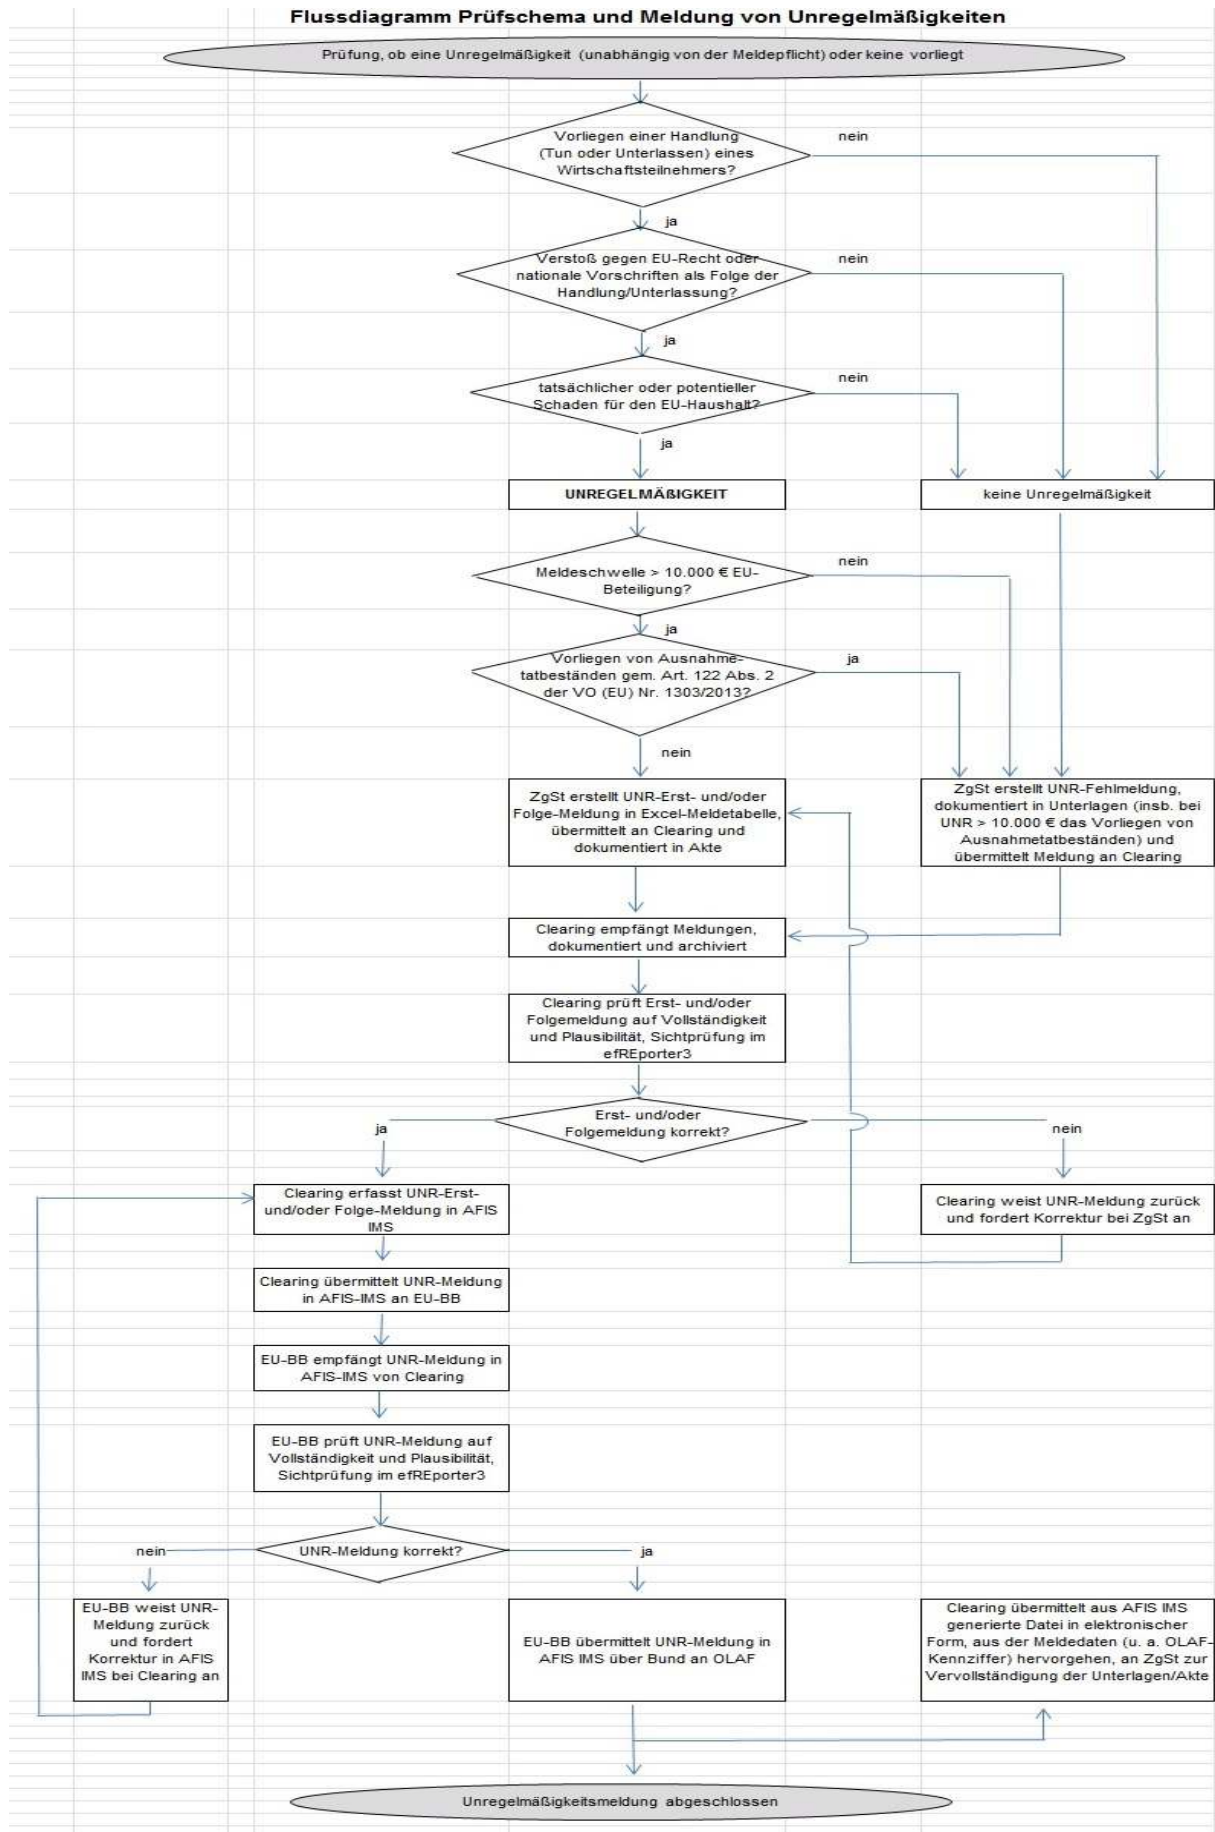 Flussdiagramm Prüfschema und Meldung von Unregelmäßigkeiten
Prüfung, ob eine Unregelmäßigkeit (unabhängig von der Meldepflicht) oder keine vorliegt
Vorliegen einer Handlung
(Tun oder Unterlassen) eines
Wirtschaftsteilnehmers?
nein
ja
Verstoß gegen EU-Recht oder
nationale Vorschriften als Folge der
Handlung/Unterlassung?
nein
ja
tatsächlicher oder potentieller
Schaden für den EU-Haushalt?
nein
ja
UNREGELMÄßIGKEIT
keine Unregelmäßigkeit
Meldeschwelle > 10.000 € EU-
Beteiligung?
nein
ja
Vorliegen von Ausnahme-
tatbeständen gem. Art. 122 Abs. 2
der VO (EU) Nr. 1303/2013?
ja
nein
ZgSt erstellt UNR-Erst- und/oder
Folge-Meldung in Excel-Meldetabelle,
übermittelt an Clearing und
dokumentiert in Akte
ZgSt erstellt UNR-Fehlmeldung,
dokumentiert in Unterlagen (insb. bei
UNR > 10.000 € das Vorliegen von
Ausnahmetatbeständen) und
übermittelt Meldung an Clearing
Clearing empfängt Meldungen,
dokumentiert und archiviert
Clearing prüft Erst- und/oder
Folgemeldung auf Vollständigkeit
und Plausibilität, Sichtprüfung im
efREporter3
Erst- und/oder
Folgemeldung korrekt?
ja
nein
Clearing erfasst UNR-Erst-
und/oder Folge-Meldung in AFIS
IMS
Clearing weist UNR-Meldung zurück
und fordert Korrektur bei ZgSt an
Clearing übermittelt UNR-Meldung
in AFIS-IMS an EU-BB
EU-BB empfängt UNR-Meldung in
AFIS-IMS von Clearing
EU-BB prüft UNR-Meldung auf
Vollständigkeit und Plausibilität,
Sichtprüfung im efREporter3
UNR-Meldung korrekt?
nein
ja
EU-BB weist UNR-
Meldung zurück
und fordert
Korrektur in AFIS
IMS bei Clearing an
EU-BB übermittelt UNR-Meldung in
AFIS IMS über Bund an OLAF
Clearing übermittelt aus AFIS IMS
generierte Datei in elektronischer
Form, aus der Meldedaten (u. a. OLAF-
Kennziffer) hervorgehen, an ZgSt zur
Vervollständigung der Unterlagen/Akte
Unregelmäßigkeitsmeldung abgeschlossen